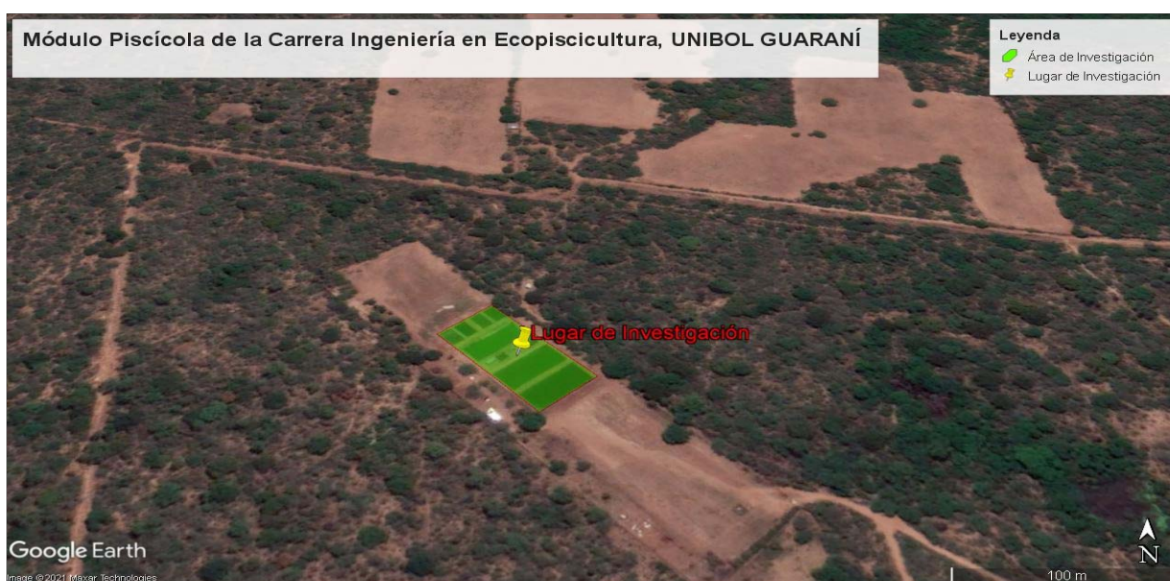 Módulo Piscícola de la Carrera Ingeniería en Ecopiscicultura, UNIBOL GUARANÍ
Leyenda
Área de Investigación
Lugar de Investigación
Lugar de Investigación
Google Earth
Image © 2021 Maxar Technologies
100 m
N